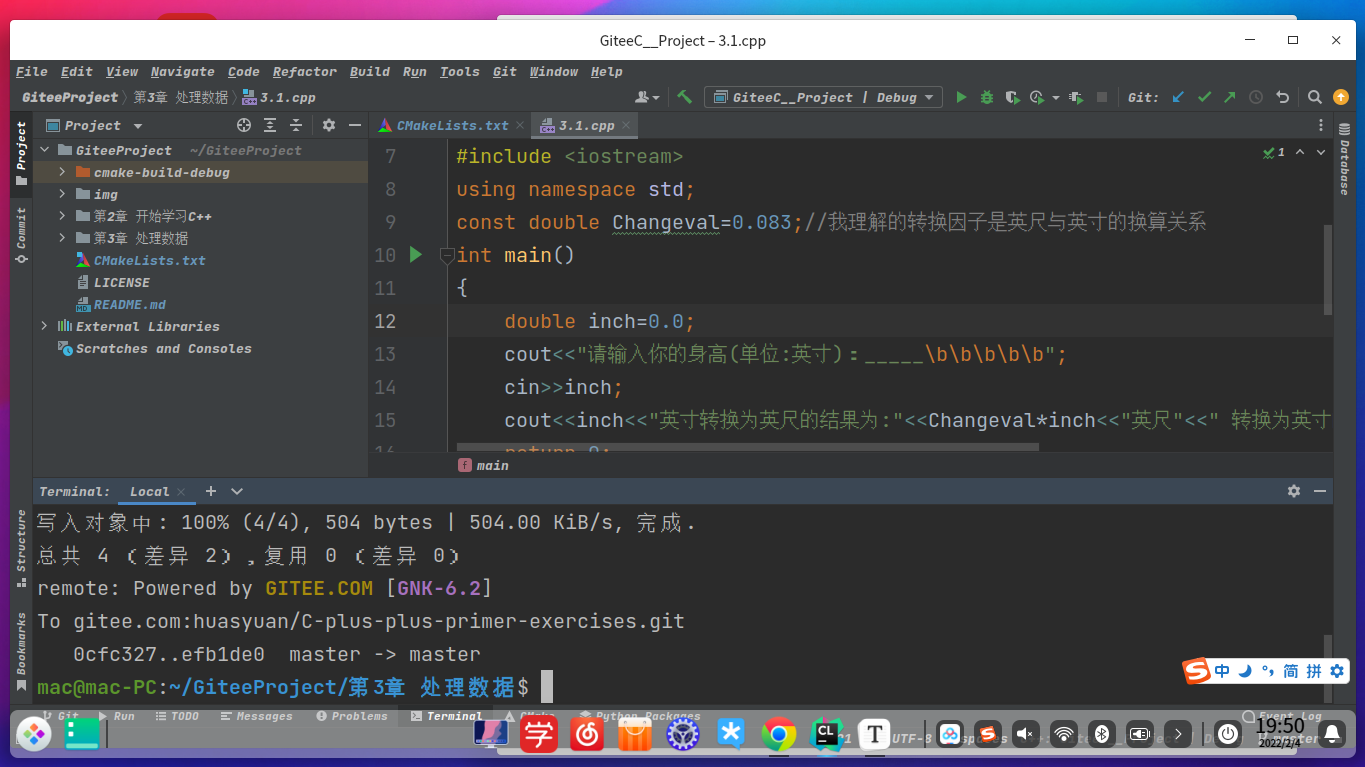 GiteeC__Project – 3.1.cpp
File Edit View Navigate Code Refactor Build Run Tools Git Window Help
GiteeProject 第3章 处理数据 3.1.cpp
GiteeC__Project | Debug
Git:
Project
CMakeLists.txt
3.1.cpp
Project
Commit
Structure
Bookmarks
Database
GiteeProject ~/GiteeProject
cmake-build-debug
img
第2章 开始学习C++
第3章 处理数据
CMakeLists.txt
LICENSE
README.md
External Libraries
Scratches and Consoles
1
7 #include <iostream>
8 using namespace std;
9 const double Changeval=0.083;//我理解的转换因子是英尺与英寸的换算关系
10 int main()
11 {
12 double inch=0.0;
13 cout<<"请输入你的身高(单位:英寸)：_____\b\b\b\b\b";
14 cin>>inch;
15 cout<<inch<<"英寸转换为英尺的结果为:"<<Changeval*inch<<"英尺"<<" 转换为英寸
main
Terminal: Local
写入对象中: 100% (4/4), 504 bytes | 504.00 KiB/s, 完成.
总共 4 （差异 2），复用 0 （差异 0）
remote: Powered by GITEE.COM [GNK-6.2]
To gitee.com:huasyuan/C-plus-plus-primer-exercises.git
0cfc327..efb1de0 master -> master
mac@mac-PC:~/GiteeProject/第3章 处理数据$
中 简 拼
Git Run TODO Messages Problems Terminal CMake Python Packages Event Log
学
CL
T
UTF-8
master
19:50
2022/2/4